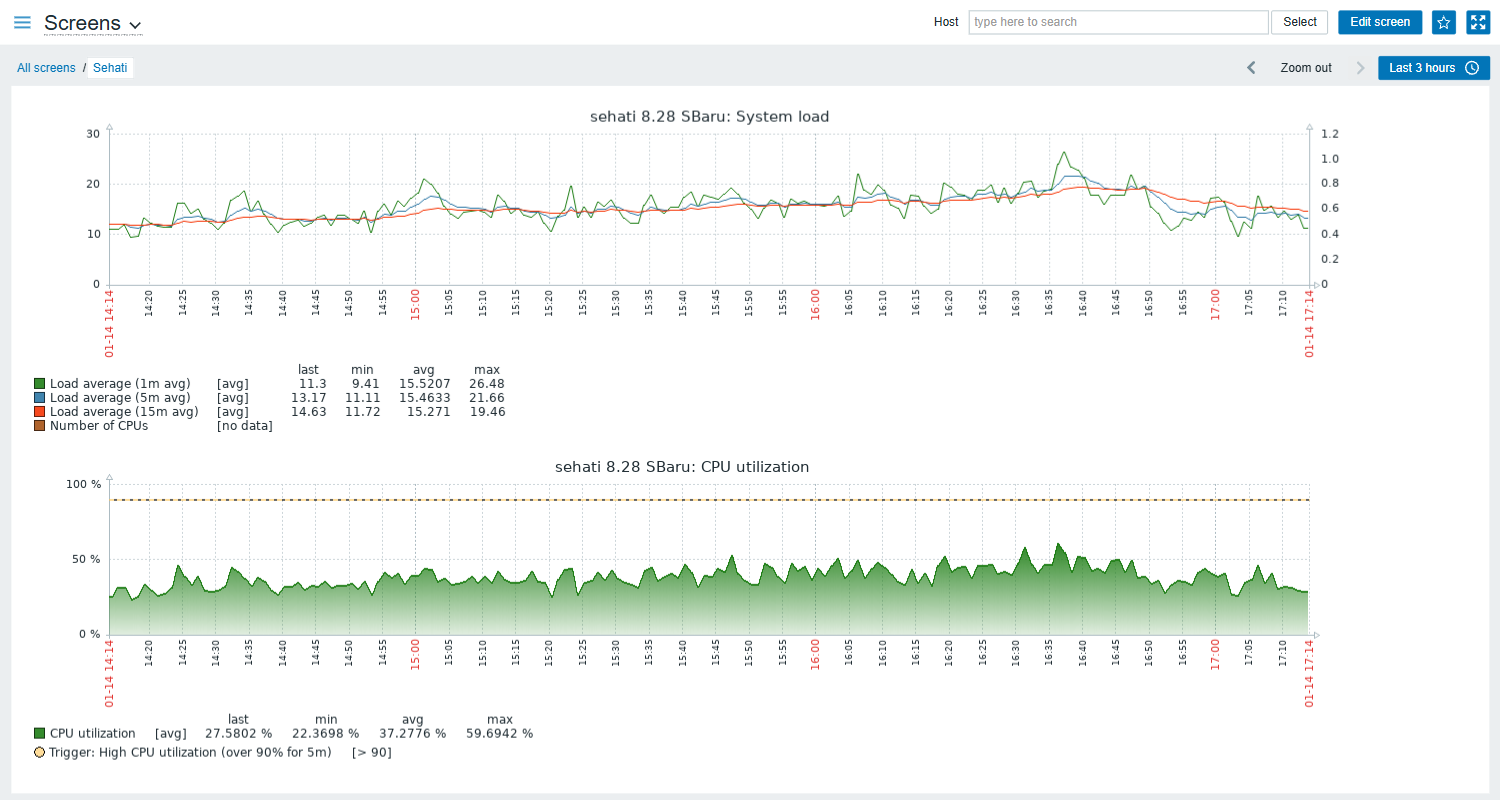 Screens
Host type here to search Select Edit screen
All screens / Sehati
Zoom out Last 3 hours
sehati 8.28 SBaru: System load
30 1.2
1.0
20 0.8
0.6
10 0.4
0.2
0 0
01-14 14:14 14:20 14:25 14:30 14:35 14:40 14:45 14:50 14:55 15:00 15:05 15:10 15:15 15:20 15:25 15:30 15:35 15:40 15:45 15:50 15:55 16:00 16:05 16:10 16:15 16:20 16:25 16:30 16:35 16:40 16:45 16:50 16:55 17:00 17:05 17:10 01-14 17:14
last min avg max
Load average (1m avg) [avg] 11.3 9.41 15.5207 26.48
Load average (5m avg) [avg] 13.17 11.11 15.4633 21.66
Load average (15m avg) [avg] 14.63 11.72 15.271 19.46
Number of CPUs [no data]
sehati 8.28 SBaru: CPU utilization
100 %
50 %
0 %
01-14 14:14 14:20 14:25 14:30 14:35 14:40 14:45 14:50 14:55 15:00 15:05 15:10 15:15 15:20 15:25 15:30 15:35 15:40 15:45 15:50 15:55 16:00 16:05 16:10 16:15 16:20 16:25 16:30 16:35 16:40 16:45 16:50 16:55 17:00 17:05 17:10 01-14 17:14
last min avg max
CPU utilization [avg] 27.5802 % 22.3698 % 37.2776 % 59.6942 %
Trigger: High CPU utilization (over 90% for 5m) [> 90]